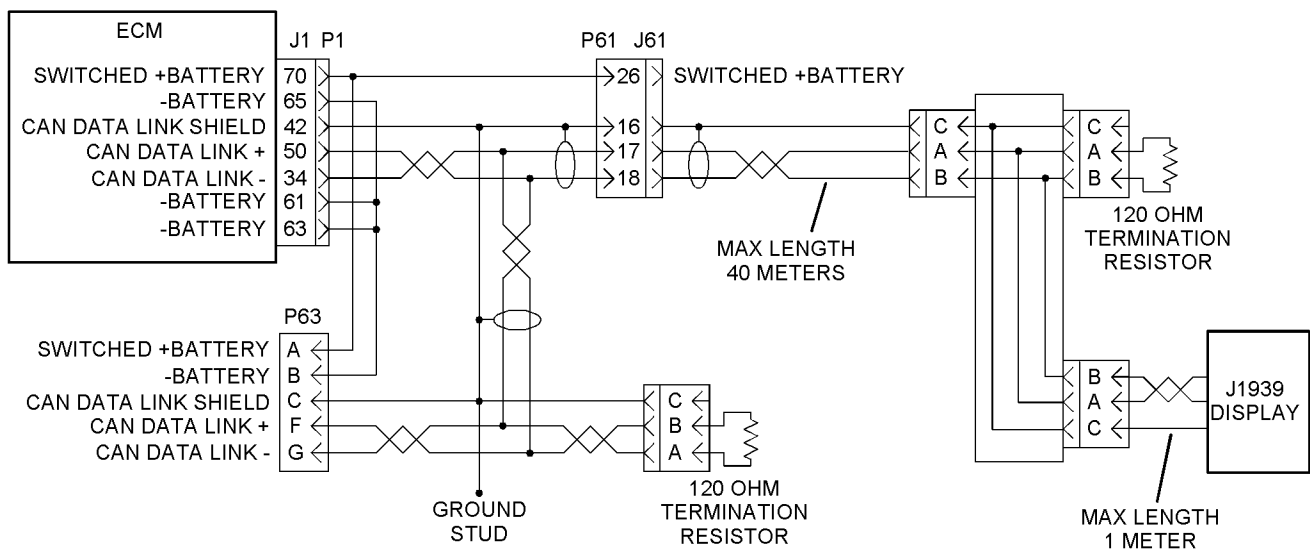 ECM
J1 P1
P61 J61
SWITCHED +BATTERY 70
26 SWITCHED +BATTERY
-BATTERY 65
CAN DATA LINK SHIELD 42
16
C
C
CAN DATA LINK + 50
17
A
A
CAN DATA LINK - 34
18
B
B
-BATTERY 61
-BATTERY 63
MAX LENGTH
40 METERS
120 OHM
TERMINATION
RESISTOR
P63
SWITCHED +BATTERY A
-BATTERY B
CAN DATA LINK SHIELD C
CAN DATA LINK + F
CAN DATA LINK - G
C
B
A
120 OHM
TERMINATION
RESISTOR
GROUND
STUD
B
A
C
J1939
DISPLAY
MAX LENGTH
1 METER